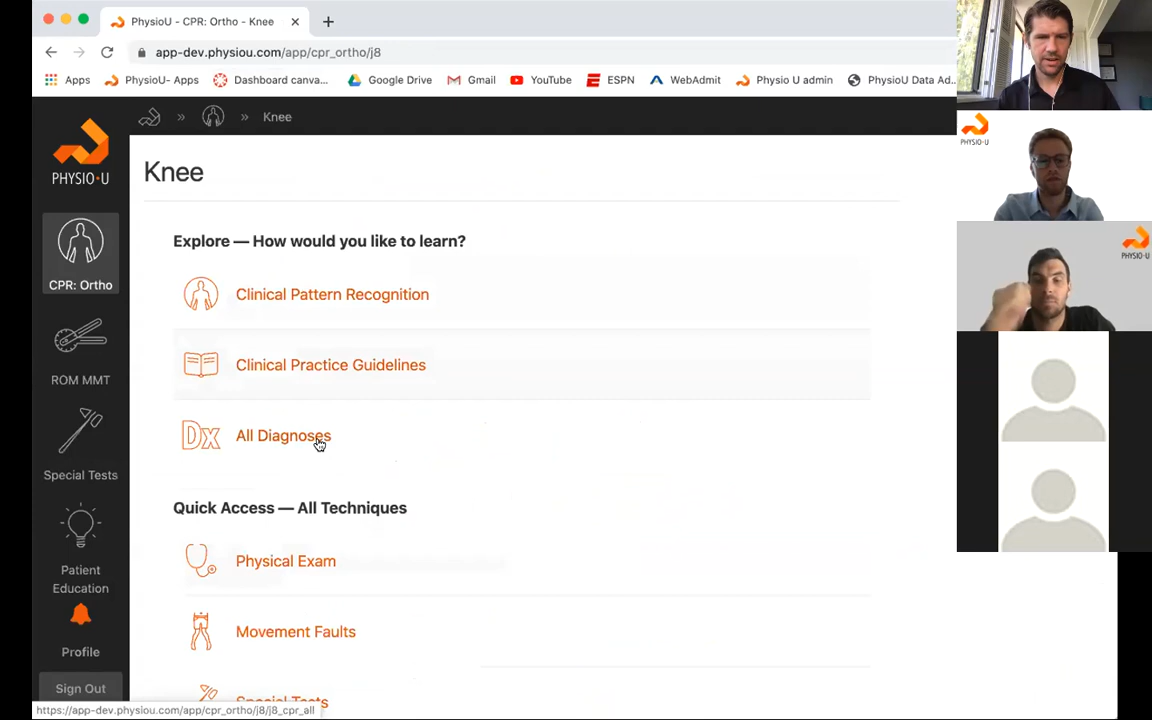 PhysioU - CPR: Ortho - Knee
app-dev.physiou.com/app/cpr_ortho/j8
Apps
PhysioU- Apps
Dashboard canva...
Google Drive
Gmail
YouTube
ESPN
WebAdmit
Physio U admin
PhysioU Data Ad...
» » Knee
PHYSIO·U
CPR: Ortho
ROM MMT
Special Tests
Patient
Education
Profile
Sign Out
Knee
Explore — How would you like to learn?
Clinical Pattern Recognition
Clinical Practice Guidelines
Dx All Diagnoses
Quick Access — All Techniques
Physical Exam
Movement Faults
Special Tests
https://app-dev.physiou.com/app/cpr_ortho/j8/j8_cpr_all
PHYSIO·U
PHYSIO·U